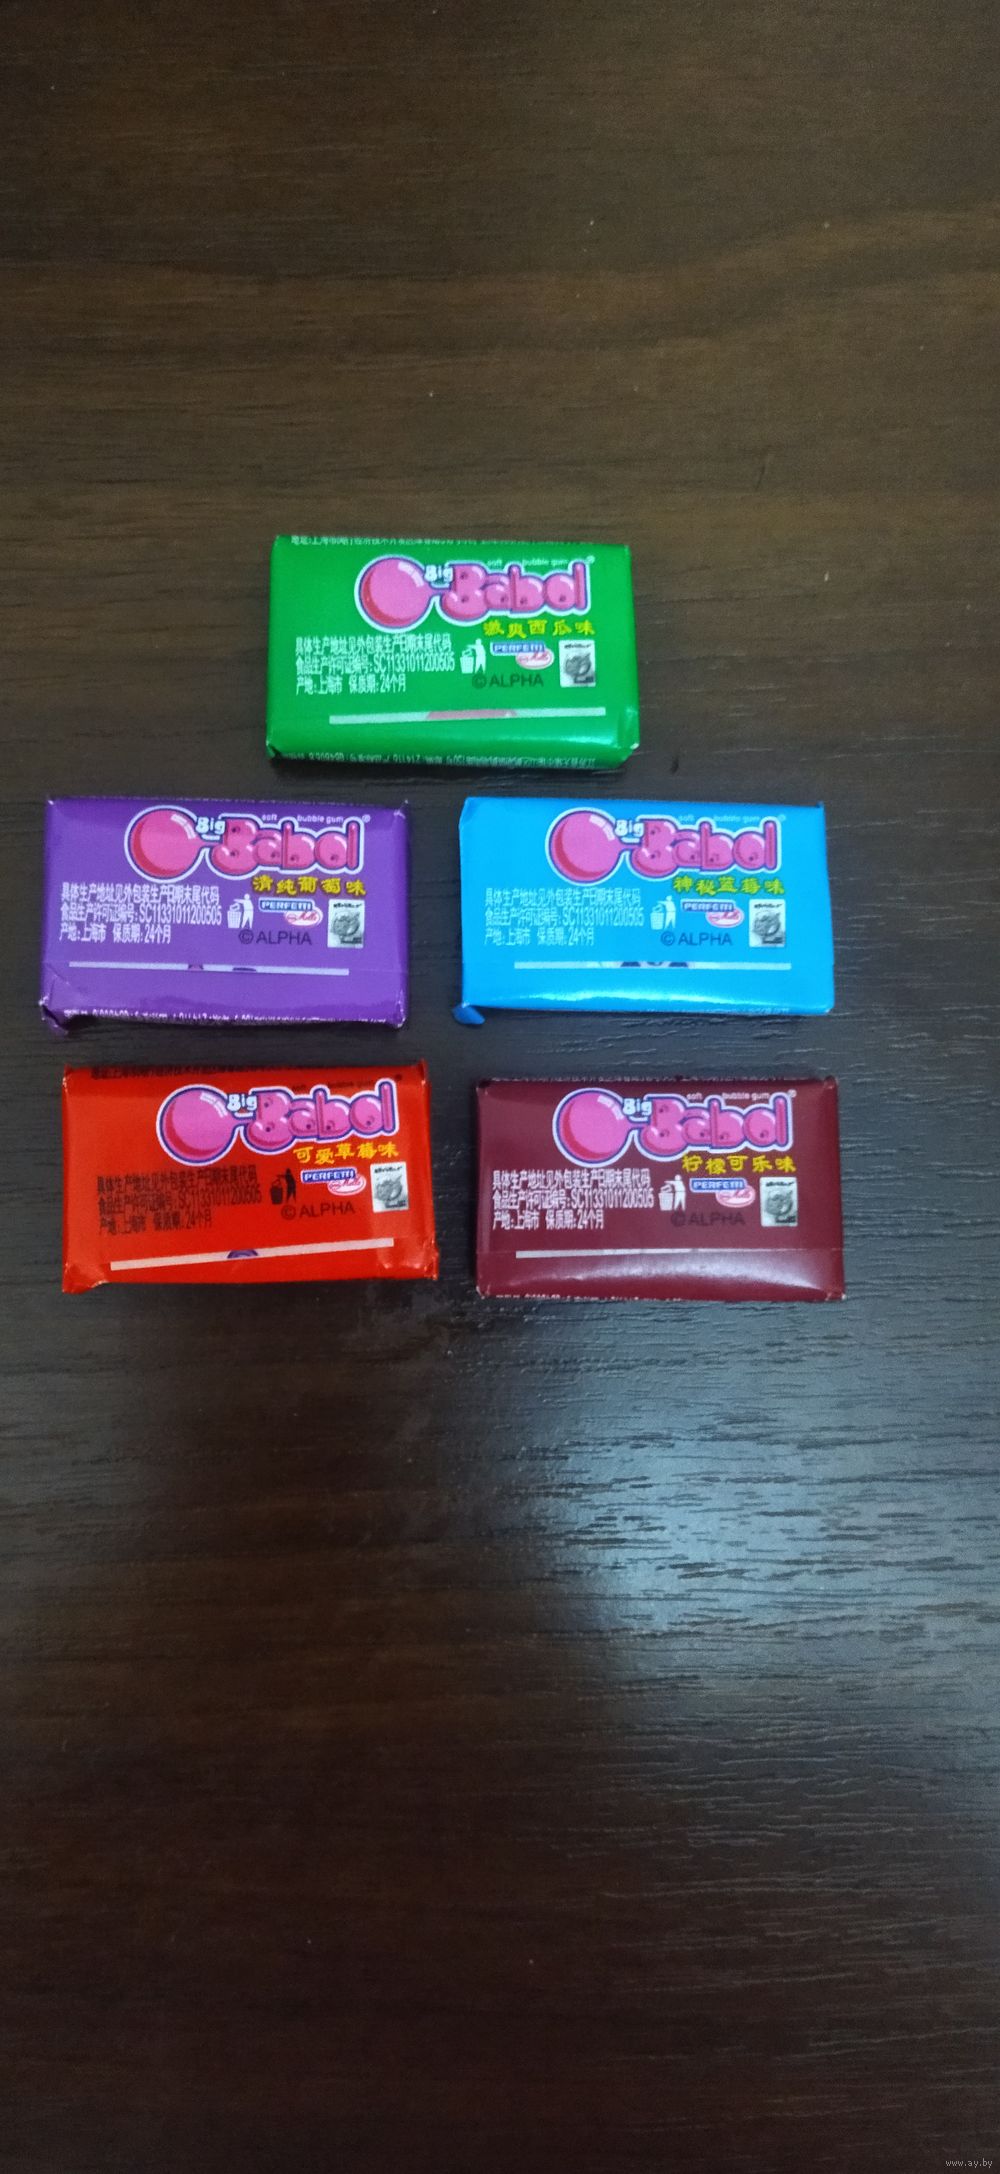 Big Babol®
soft bubble gum
激爽西瓜味
具体生产地址见外包装生产日期末尾代码
食品生产许可证编号:SC11331011200505
产地:上海市 保质期:24个月
PERFETTI
©ALPHA
Big Babol®
soft bubble gum
清纯葡萄味
具体生产地址见外包装生产日期末尾代码
食品生产许可证编号:SC11331011200505
产地:上海市 保质期:24个月
PERFETTI
©ALPHA
Big Babol®
soft bubble gum
神秘蓝莓味
具体生产地址见外包装生产日期末尾代码
食品生产许可证编号:SC11331011200505
产地:上海市 保质期:24个月
PERFETTI
©ALPHA
Big Babol®
soft bubble gum
可爱草莓味
具体生产地址见外包装生产日期末尾代码
食品生产许可证编号:SC11331011200505
产地:上海市 保质期:24个月
PERFETTI
©ALPHA
Big Babol®
soft bubble gum
柠檬可乐味
具体生产地址见外包装生产日期末尾代码
食品生产许可证编号:SC11331011200505
产地:上海市 保质期:24个月
PERFETTI
©ALPHA
www.ay.by